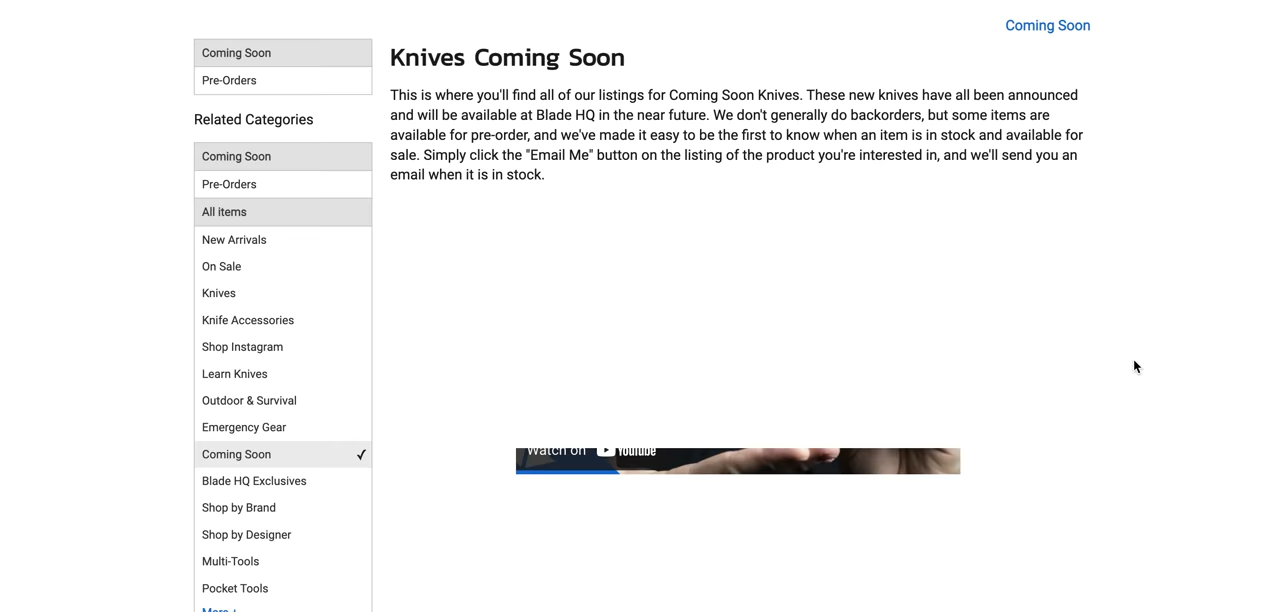 Coming Soon
Coming Soon
Pre-Orders
Related Categories
Coming Soon
Pre-Orders
All items
New Arrivals
On Sale
Knives
Knife Accessories
Shop Instagram
Learn Knives
Outdoor & Survival
Emergency Gear
Coming Soon
Blade HQ Exclusives
Shop by Brand
Shop by Designer
Multi-Tools
Pocket Tools
More +
Knives Coming Soon
This is where you'll find all of our listings for Coming Soon Knives. These new knives have all been announced
and will be available at Blade HQ in the near future. We don't generally do backorders, but some items are
available for pre-order, and we've made it easy to be the first to know when an item is in stock and available for
sale. Simply click the "Email Me" button on the listing of the product you're interested in, and we'll send you an
email when it is in stock.
Watch on YouTube